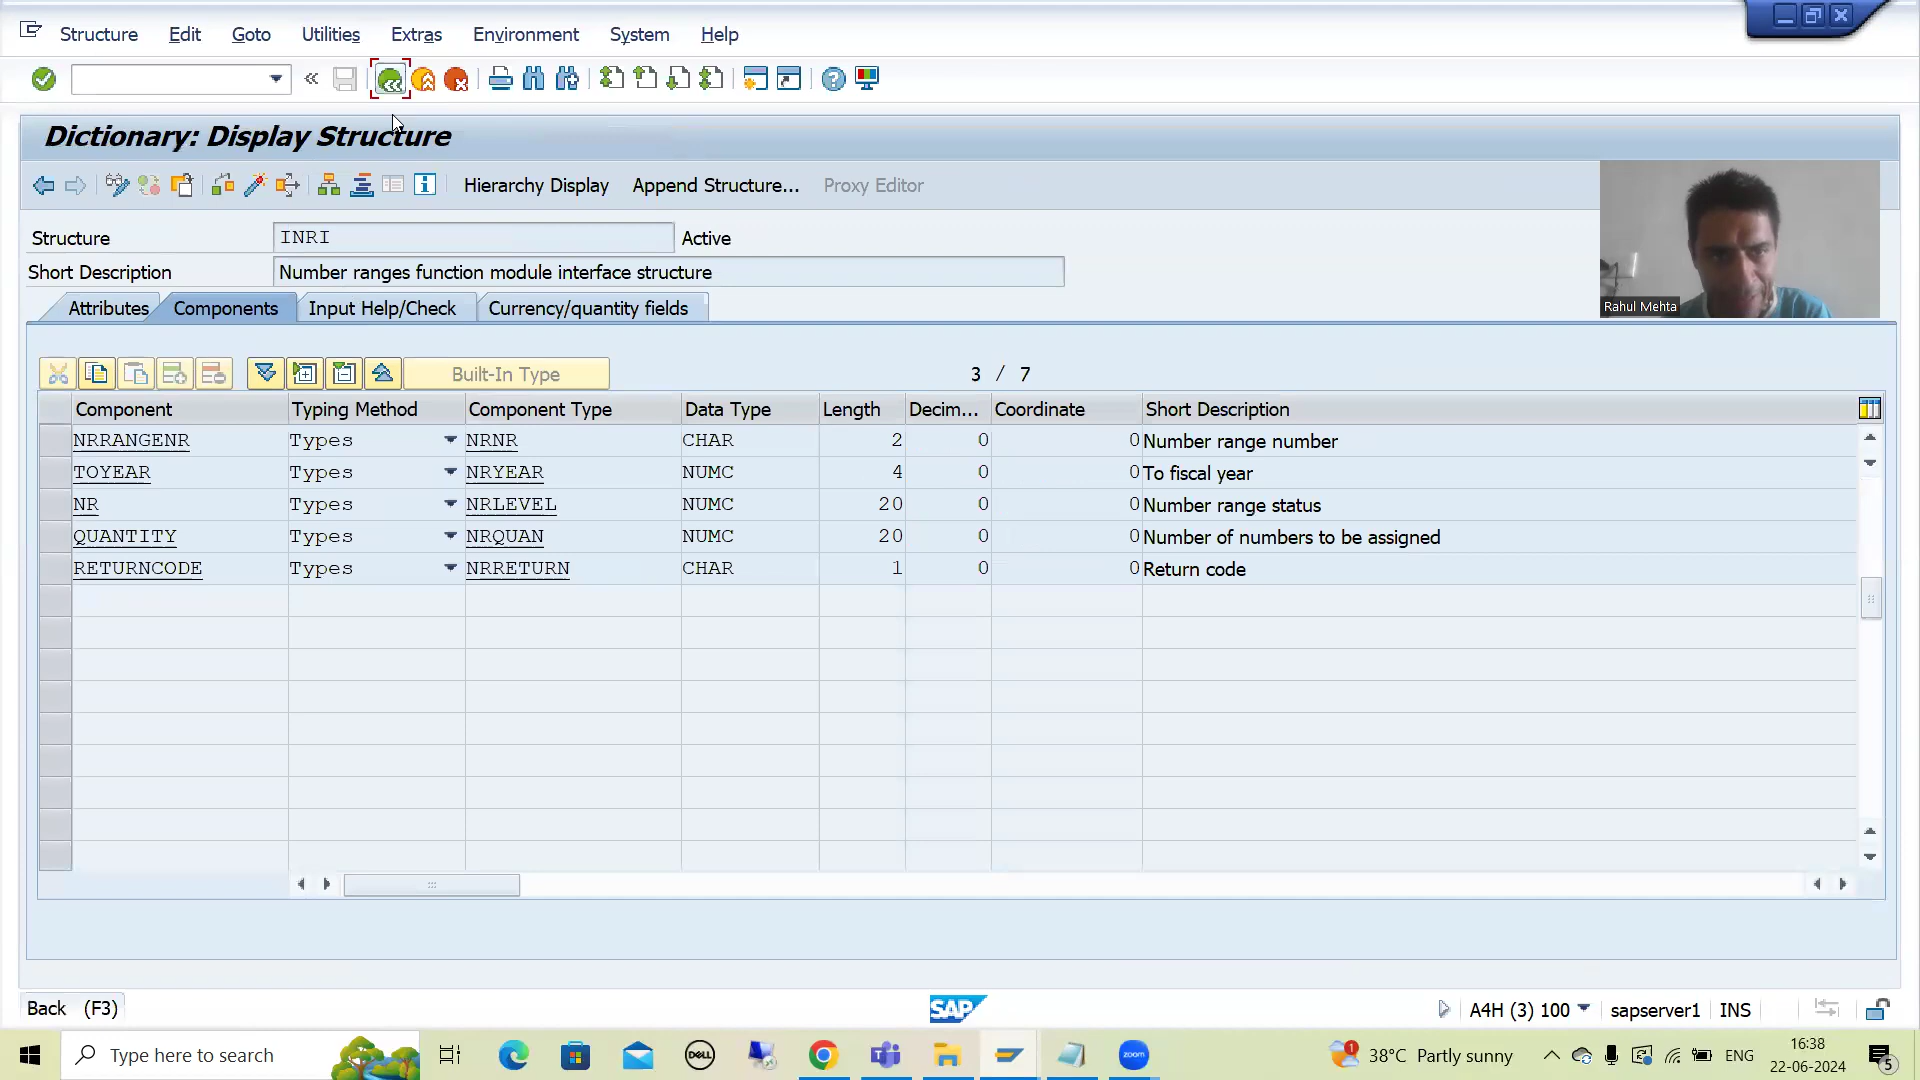 Structure Edit Goto Utilities Extras Environment System Help
Dictionary: Display Structure
Hierarchy Display Append Structure... Proxy Editor
Structure INRI Active
Short Description Number ranges function module interface structure
Rahul Mehta
Attributes Components Input Help/Check Currency/quantity fields
Built-In Type 3 / 7
Component Typing Method Component Type Data Type Length Decim... Coordinate Short Description
NRRANGENR Types NRNR CHAR 2 0 0 Number range number
TOYEAR Types NRYEAR NUMC 4 0 0 To fiscal year
NR Types NRLEVEL NUMC 20 0 0 Number range status
QUANTITY Types NRQUAN NUMC 20 0 0 Number of numbers to be assigned
RETURNCODE Types NRRETURN CHAR 1 0 0 Return code
Back (F3) SAP A4H (3) 100 sapserver1 INS
Type here to search DELL zoom 1 38°C Partly sunny ENG 16:38
22-06-2024 5